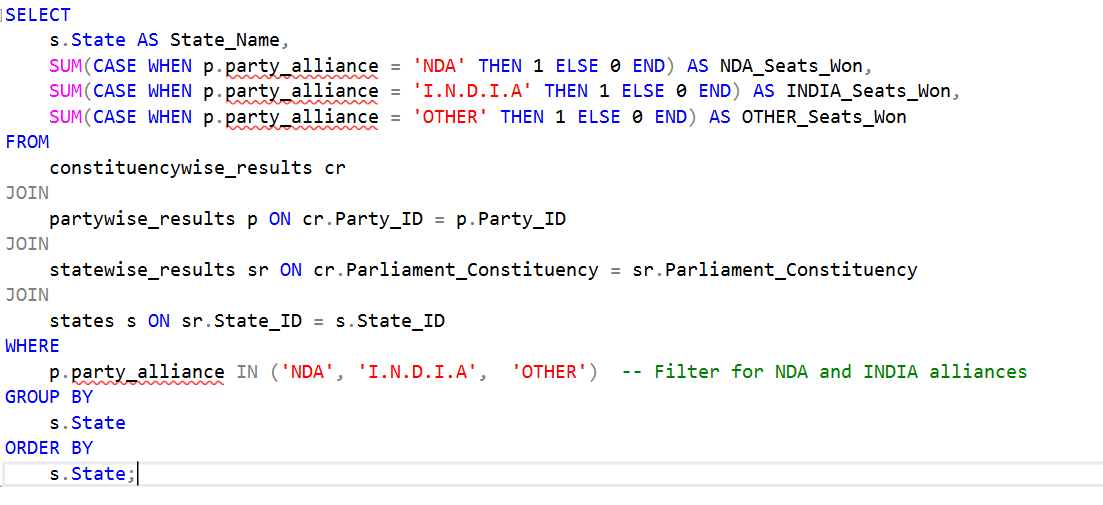 SELECT
    s.State AS State_Name,
    SUM(CASE WHEN p.party_alliance = 'NDA' THEN 1 ELSE 0 END) AS NDA_Seats_Won,
    SUM(CASE WHEN p.party_alliance = 'I.N.D.I.A' THEN 1 ELSE 0 END) AS INDIA_Seats_Won,
    SUM(CASE WHEN p.party_alliance = 'OTHER' THEN 1 ELSE 0 END) AS OTHER_Seats_Won
FROM
    constituencywise_results cr
JOIN
    partywise_results p ON cr.Party_ID = p.Party_ID
JOIN
    statewise_results sr ON cr.Parliament_Constituency = sr.Parliament_Constituency
JOIN
    states s ON sr.State_ID = s.State_ID
WHERE
    p.party_alliance IN ('NDA', 'I.N.D.I.A',  'OTHER')  -- Filter for NDA and INDIA alliances
GROUP BY
    s.State
ORDER BY
    s.State;